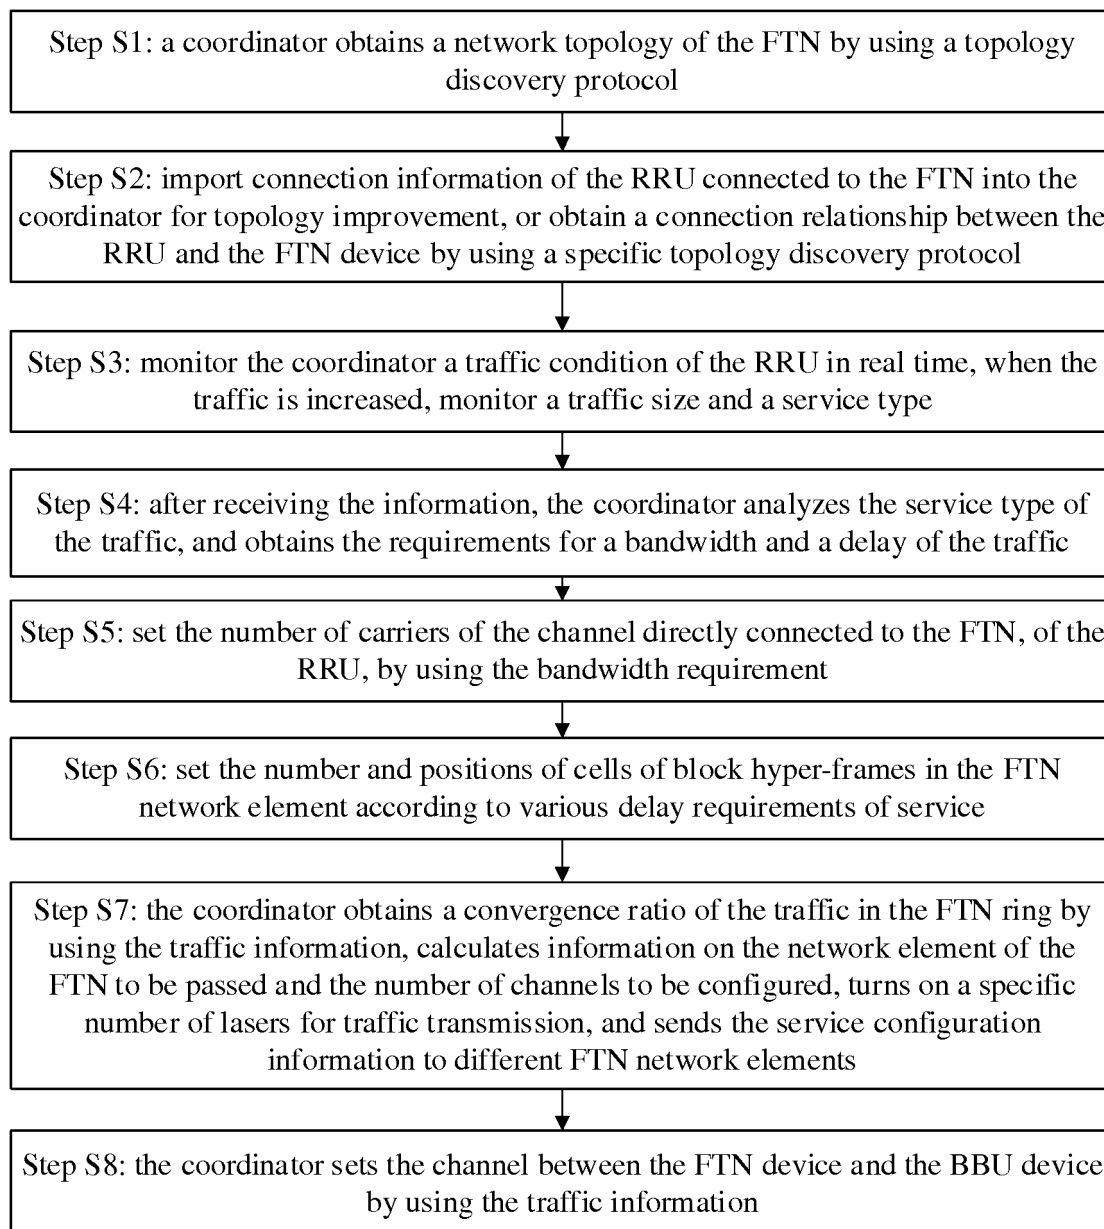 Step S1: a coordinator obtains a network topology of the FTN by using a topology
discovery protocol
Step S2: import connection information of the RRU connected to the FTN into the
coordinator for topology improvement, or obtain a connection relationship between the
RRU and the FTN device by using a specific topology discovery protocol
Step S3: monitor the coordinator a traffic condition of the RRU in real time, when the
traffic is increased, monitor a traffic size and a service type
Step S4: after receiving the information, the coordinator analyzes the service type of
the traffic, and obtains the requirements for a bandwidth and a delay of the traffic
Step S5: set the number of carriers of the channel directly connected to the FTN, of the
RRU, by using the bandwidth requirement
Step S6: set the number and positions of cells of block hyper-frames in the FTN
network element according to various delay requirements of service
Step S7: the coordinator obtains a convergence ratio of the traffic in the FTN ring by
using the traffic information, calculates information on the network element of the
FTN to be passed and the number of channels to be configured, turns on a specific
number of lasers for traffic transmission, and sends the service configuration
information to different FTN network elements
Step S8: the coordinator sets the channel between the FTN device and the BBU device
by using the traffic information